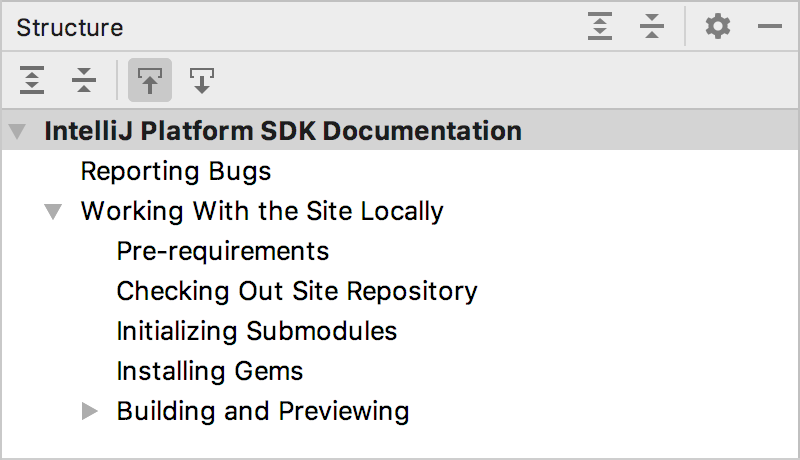 Structure
IntelliJ Platform SDK Documentation
Reporting Bugs
Working With the Site Locally
Pre-requirements
Checking Out Site Repository
Initializing Submodules
Installing Gems
Building and Previewing